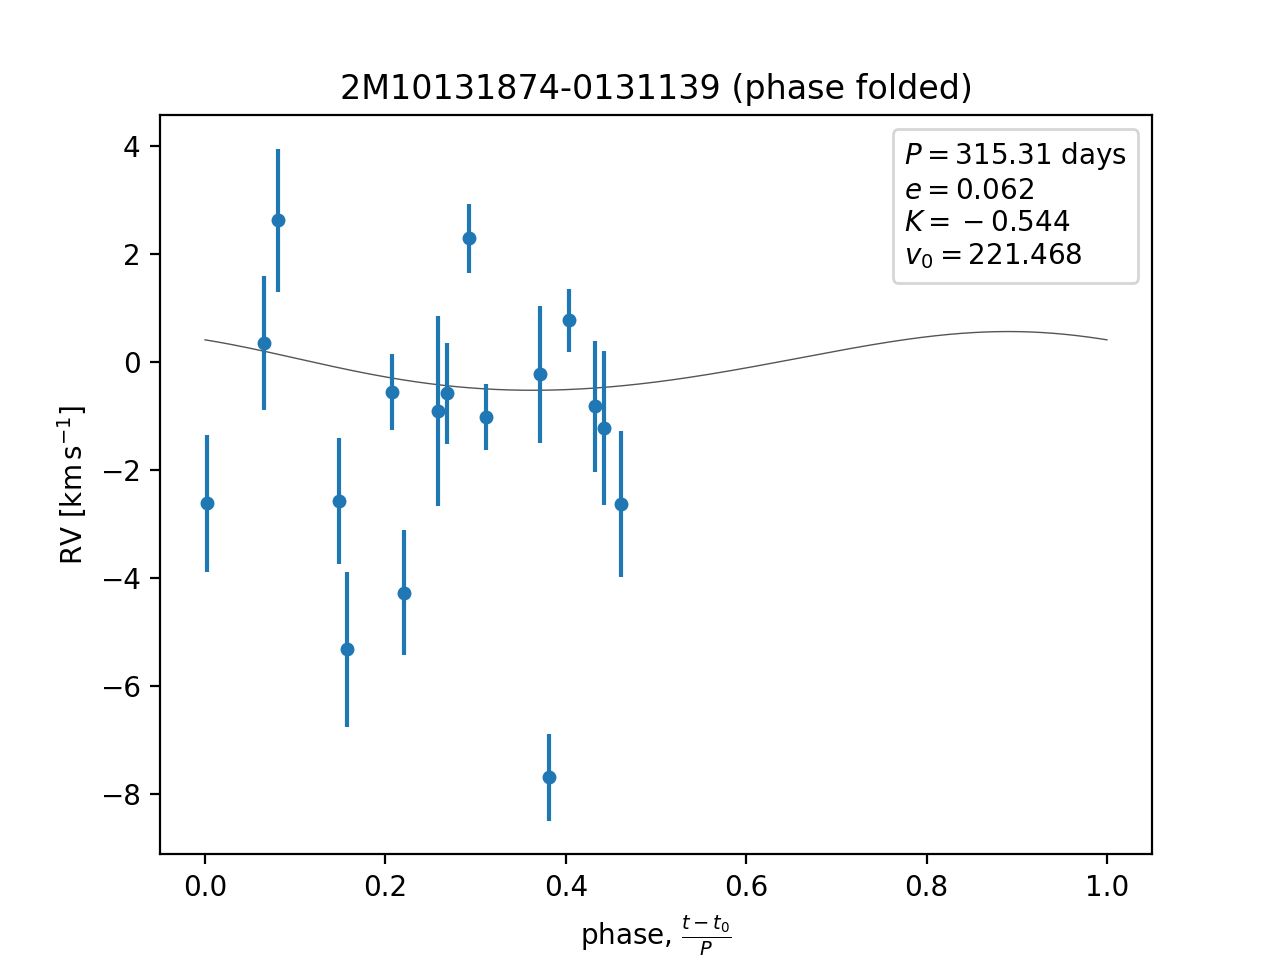 2M10131874-0131139 (phase folded)
P = 315.31 days
e = 0.062
K = −0.544
v₀ = 221.468
RV [km s⁻¹]
4
2
0
−2
−4
−6
−8
0.0 0.2 0.4 0.6 0.8 1.0
phase, (t − t₀)/P